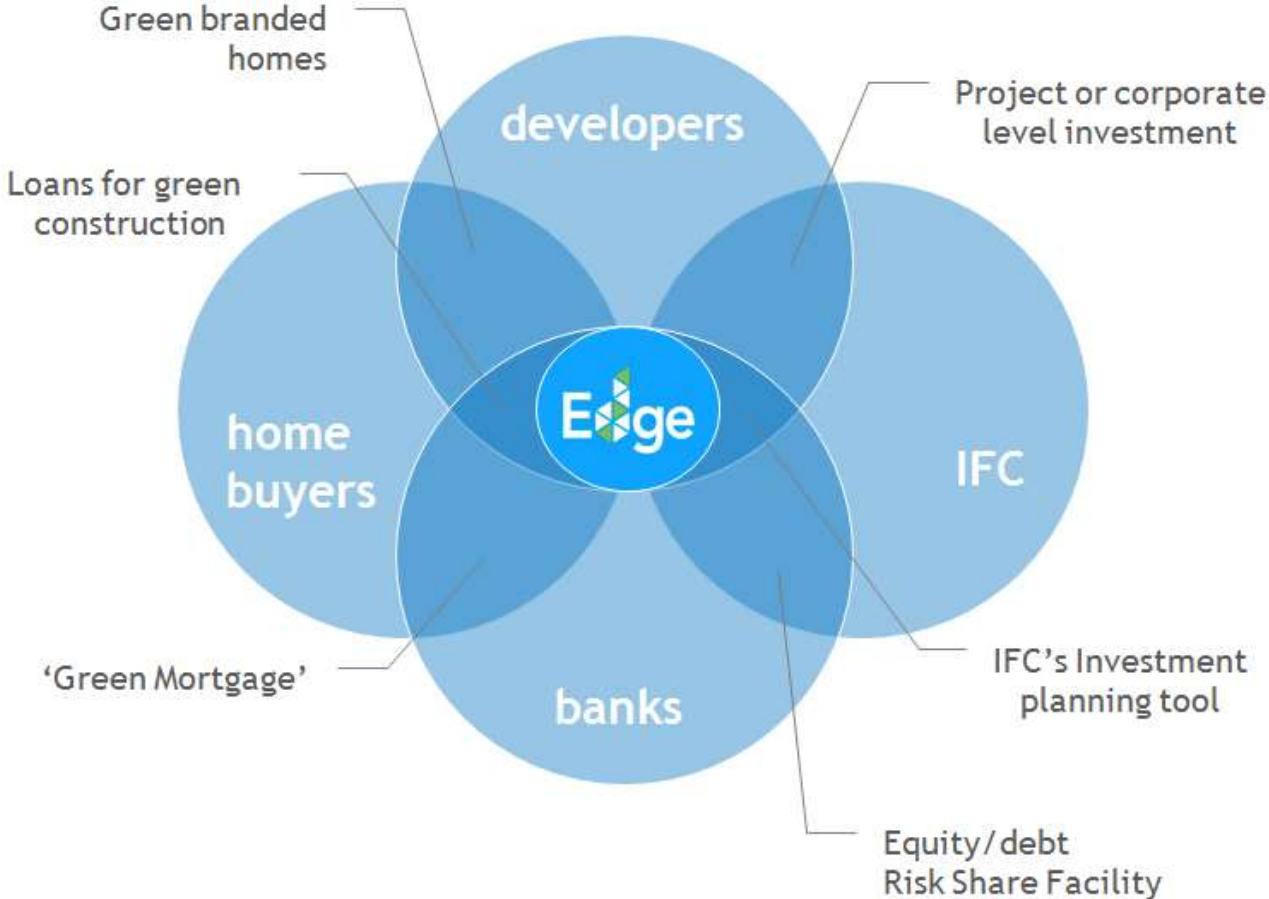 Green branded
homes
developers
Project or corporate
level investment
Loans for green
construction
Edge
home
buyers
IFC
'Green Mortgage'
banks
IFC's Investment
planning tool
Equity/debt
Risk Share Facility